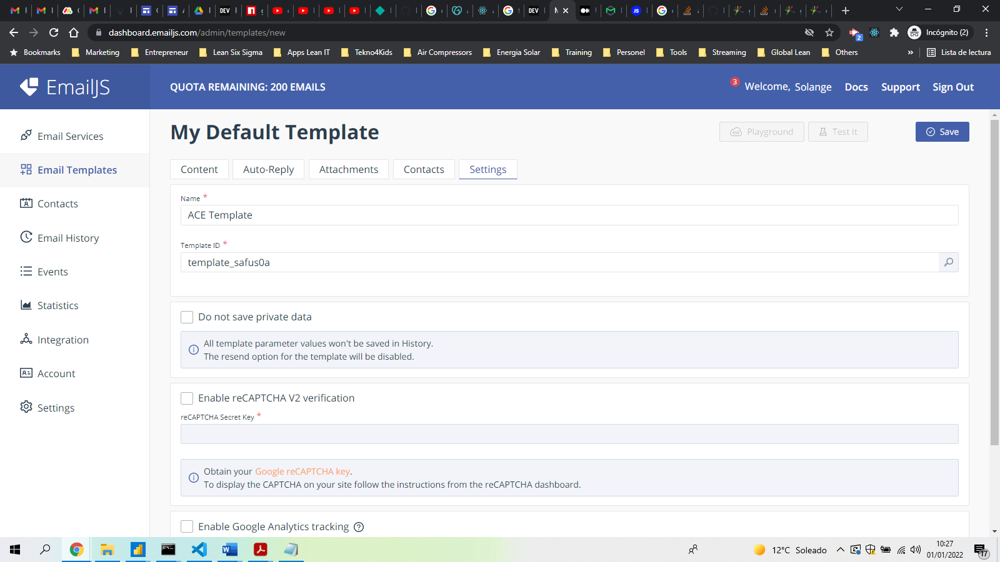 dashboard.emailjs.com/admin/templates/new
Incógnito (2)
Bookmarks
Marketing
Entrepreneur
Lean Six Sigma
Apps Lean IT
Tekno4Kids
Air Compressors
Energia Solar
Training
Personel
Tools
Streaming
Global Lean
Others
»
Lista de lectura
EmailJS
QUOTA REMAINING: 200 EMAILS
3
Welcome, Solange
Docs
Support
Sign Out
Email Services
Email Templates
Contacts
Email History
Events
Statistics
Integration
Account
Settings
My Default Template
Playground
Test It
Save
Content
Auto-Reply
Attachments
Contacts
Settings
Name *
ACE Template
Template ID *
template_safus0a
Do not save private data
All template parameter values won't be saved in History.
The resend option for the template will be disabled.
Enable reCAPTCHA V2 verification
reCAPTCHA Secret Key *
Obtain your Google reCAPTCHA key.
To display the CAPTCHA on your site follow the instructions from the reCAPTCHA dashboard.
Enable Google Analytics tracking
12°C Soleado
10:27
01/01/2022
17